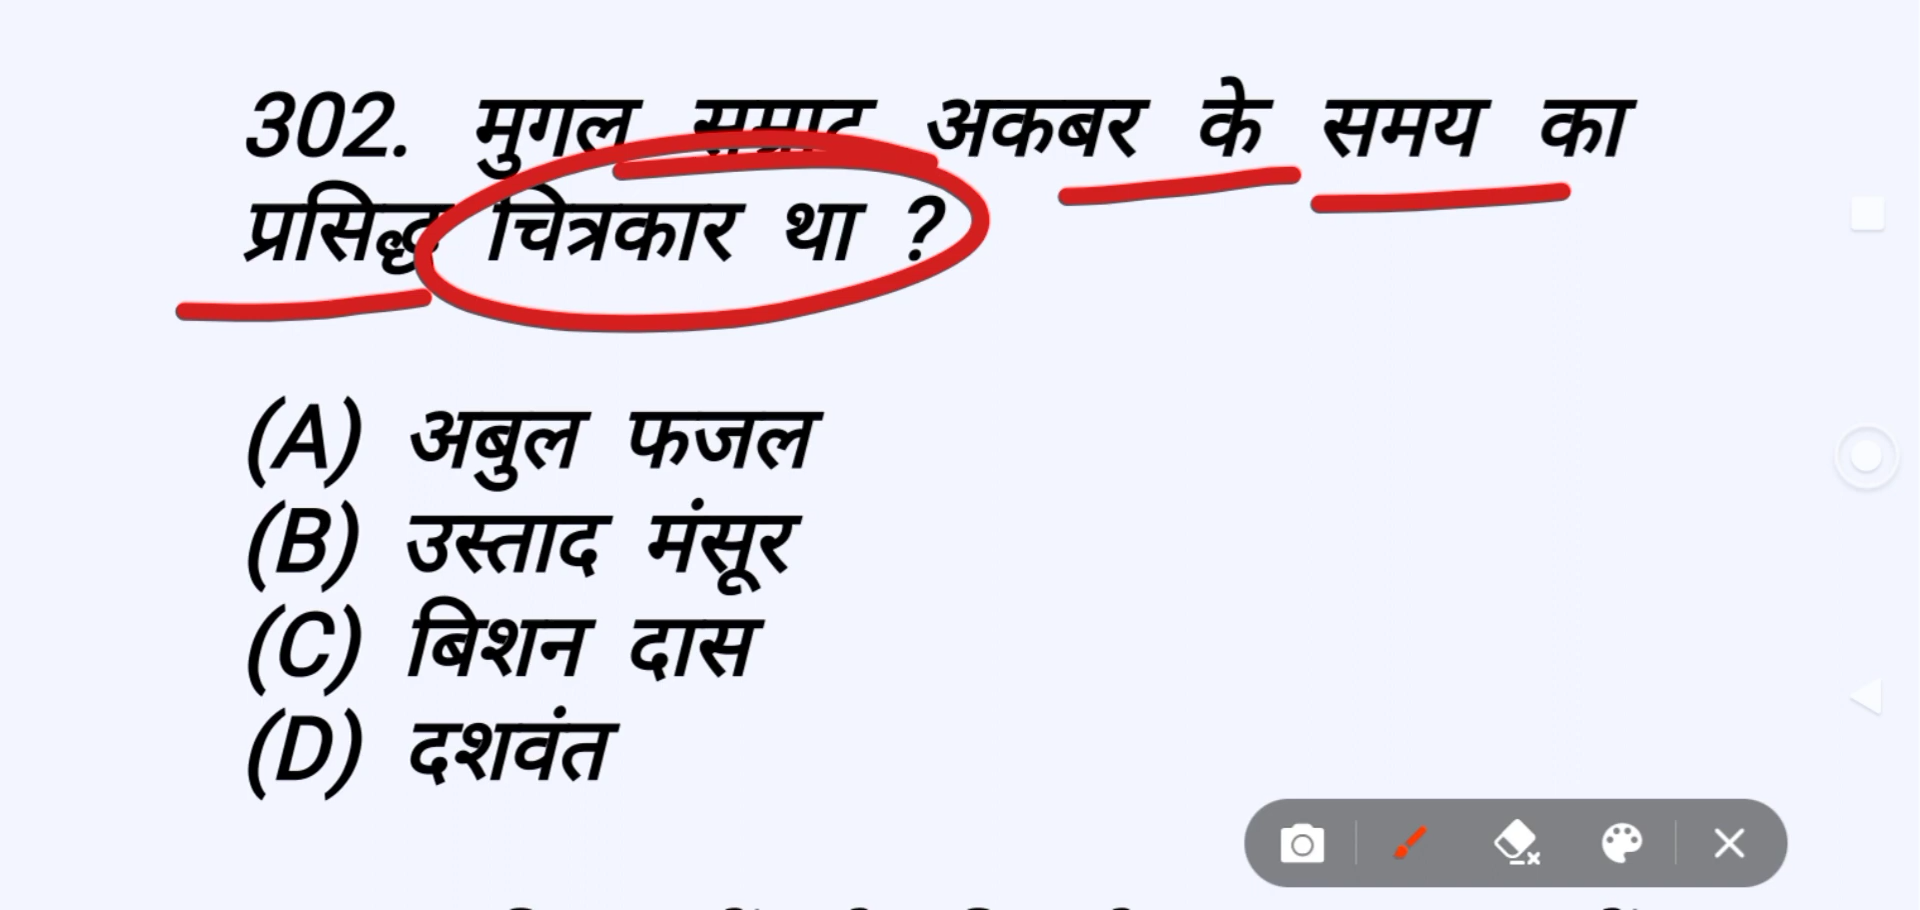 302. मुगल सम्राट अकबर के समय का
प्रसिद्ध चित्रकार था ?
(A) अबुल फजल
(B) उस्ताद मंसूर
(C) बिशन दास
(D) दशवंत